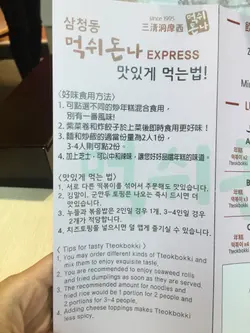 삼청동
since 1995
三清洞摩西
먹쉬돈나
먹쉬돈나 EXPRESS
맛있게 먹는법!
<好味食用方法>
1. 可點選不同的炒年糕混合食用，
別有一番風味!
2. 紫菜卷和炸餃子於上菜後即時食用更好味!
3. 麵和炒飯的適當份量為2人1份，
3-4人則可點2份。
4. 加上芝士，可以中和辣味，讓您好好品嚐年糕的味道。
<맛있게 먹는 법>
1. 서로 다른 떡볶이를 섞어서 주문해도 맛있습니다.
2. 김말이, 군만두 튀김은 나오는 즉시 드시면 더
맛있습니다.
3. 누들과 볶음밥은 2인일 경우 1개, 3~4인일 경우
2개가 적당합니다.
4. 치즈토핑을 넣으시면 덜 맵게 즐기실 수 있습니다.
< Tips for tasty Tteokbokki >
1. You may order different kinds of Tteokbokki and
mix them to enjoy exquisite taste.
2. You are recommended to enjoy seaweed rolls
and fried dumplings as soon as they are served
3. The recommended amount for noodles and
fried rice would be 1 portion for 2 people and
2 portions for 3-4 people.
4. Adding cheese toppings makes Tteokbokki
less spicy.